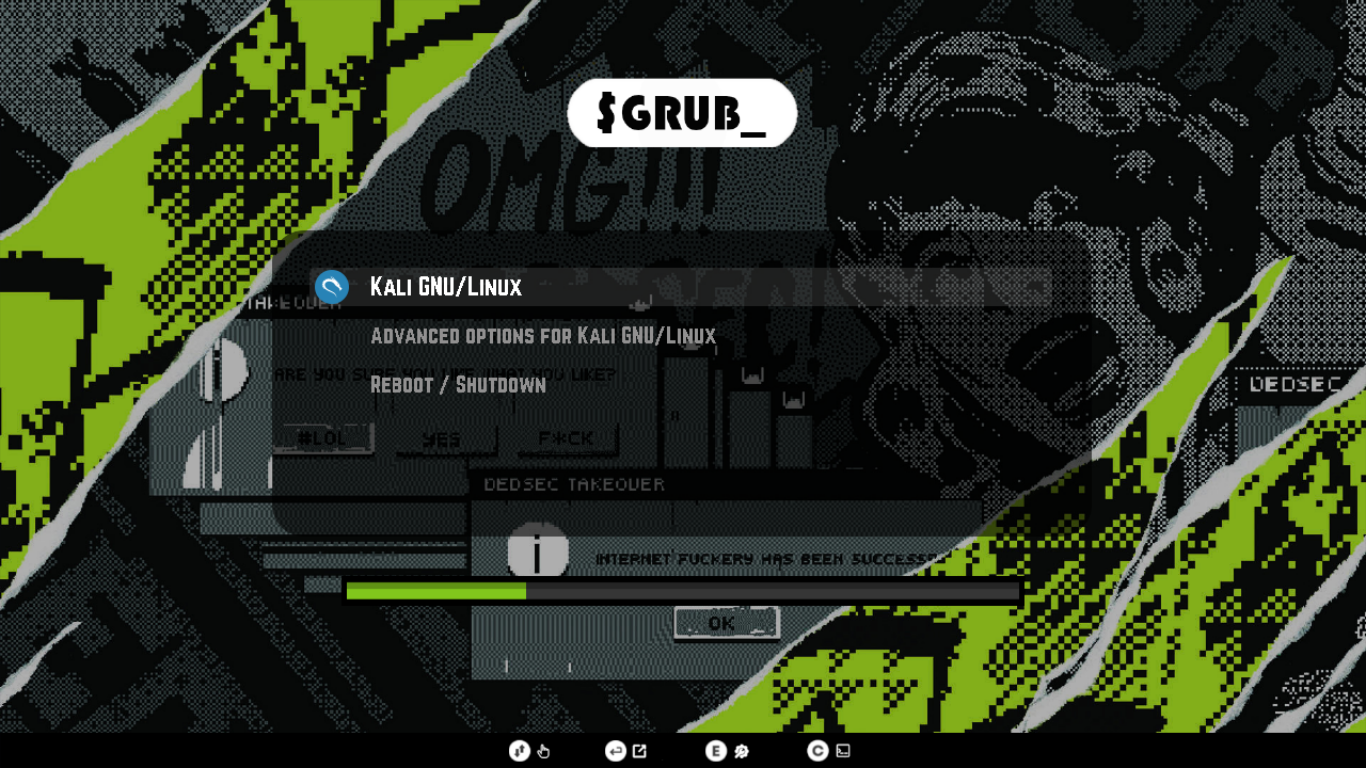 $GRUB_
OMG!!!
Kali GNU/Linux
TAKEOVER
Advanced options for Kali GNU/Linux
ARE YOU SURE YOU LIKE WHAT YOU LIKE?
Reboot / Shutdown
DEDSEC
#LOL YES F*CK
DEDSEC TAKEOVER
INTERNET FUCKERY HAS BEEN
OK
E C